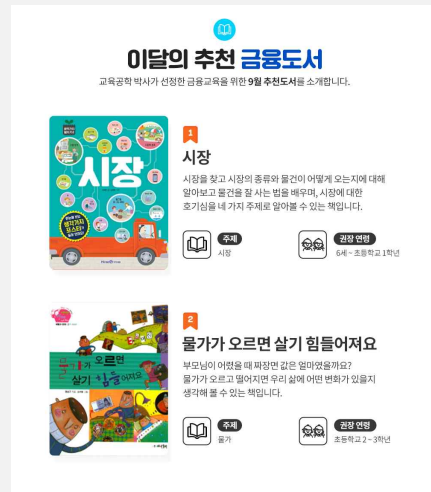 이달의 추천 금융도서
교육공학 박사가 선정한 금융교육을 위한 9월 추천도서를 소개합니다.
시장
1
시장
시장을 찾고 시장의 종류와 물건이 어떻게 오는지에 대해
알아보고 물건을 잘 사는 법을 배우며, 시장에 대한
호기심을 네 가지 주제로 알아볼 수 있는 책입니다.
주제
시장
권장 연령
6세 ~ 초등학교 1학년
물가가 오르면
살기 힘들어져요
2
물가가 오르면 살기 힘들어져요
부모님이 어렸을 때 짜장면 값은 얼마였을까요?
물가가 오르고 떨어지면 우리 삶에 어떤 변화가 있을지
생각해 볼 수 있는 책입니다.
주제
물가
권장 연령
초등학교 2 ~ 3학년